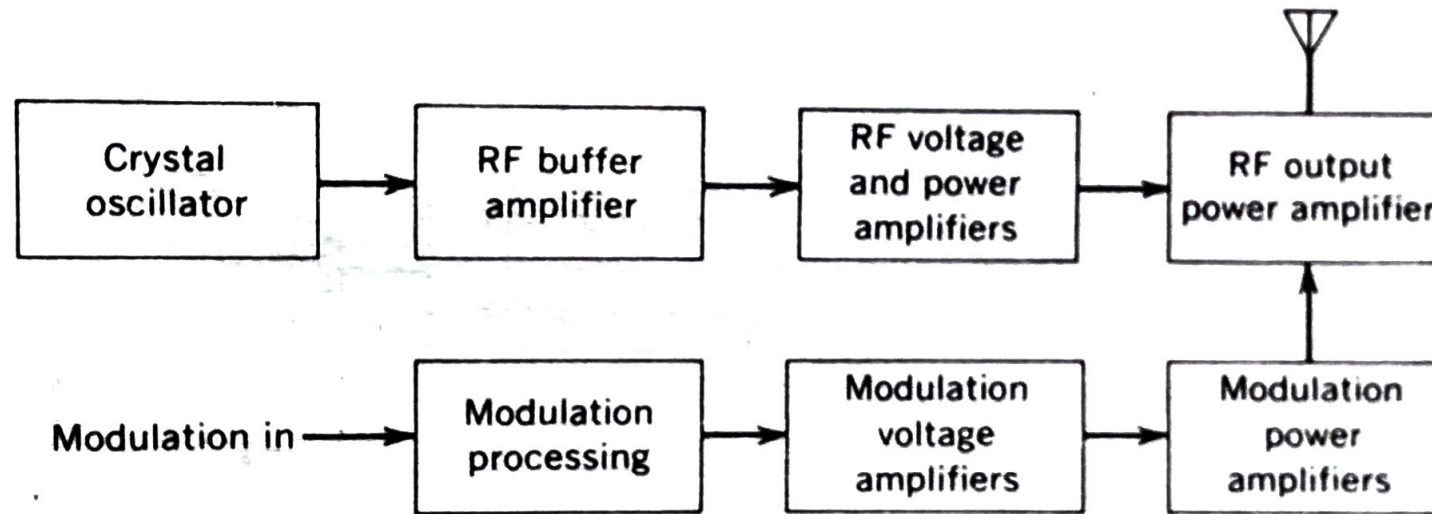 Crystal
oscillator
RF buffer
amplifier
RF voltage
and power
amplifiers
RF output
power amplifier
Modulation in
Modulation
processing
Modulation
voltage
amplifiers
Modulation
power
amplifiers